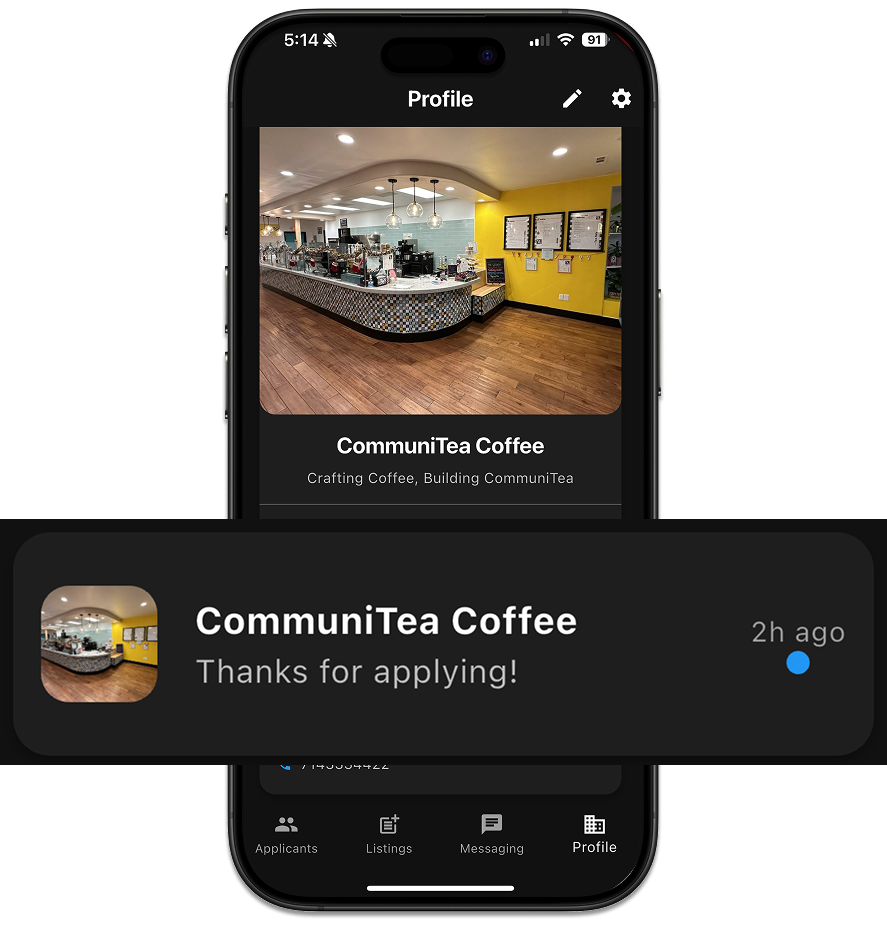 5:14
91
Profile
CommuniTea Coffee
Crafting Coffee, Building CommuniTea
CommuniTea Coffee
Thanks for applying!
2h ago
Applicants
Listings
Messaging
Profile